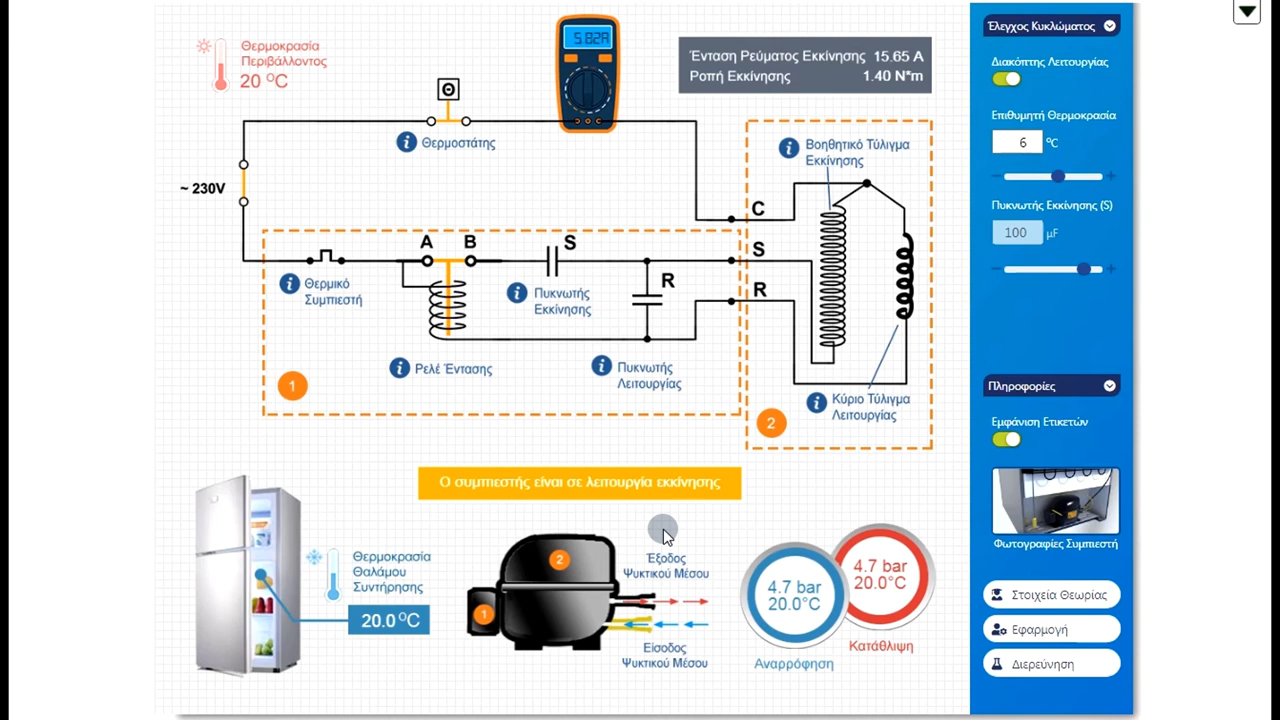 Θερμοκρασία
Περιβάλλοντος
20 °C
Θ
Θερμοστάτης
5.82A
Ένταση Ρεύματος Εκκίνησης 15.65 A
Ροπή Εκκίνησης 1.40 N*m
~ 230V
Θερμικό
Συμπιεστή
A
B
S
R
Πυκνωτής
Εκκίνησης
Ρελέ Έντασης
Πυκνωτής
Λειτουργίας
1
C
S
R
Βοηθητικό Τύλιγμα
Εκκίνησης
Κύριο Τύλιγμα
Λειτουργίας
2
Ο συμπιεστής είναι σε λειτουργία εκκίνησης
Θερμοκρασία
Θαλάμου
Συντήρησης
20.0 °C
1
2
Έξοδος
Ψυκτικού Μέσου
Είσοδος
Ψυκτικού Μέσου
4.7 bar
20.0°C
Αναρρόφηση
4.7 bar
20.0°C
Κατάθλιψη
Έλεγχος Κυκλώματος
Διακόπτης Λειτουργίας
Επιθυμητή Θερμοκρασία
6 °C
Πυκνωτής Εκκίνησης (S)
100 μF
Πληροφορίες
Εμφάνιση Ετικετών
Φωτογραφίες Συμπιεστή
Στοιχεία Θεωρίας
Εφαρμογή
Διερεύνηση